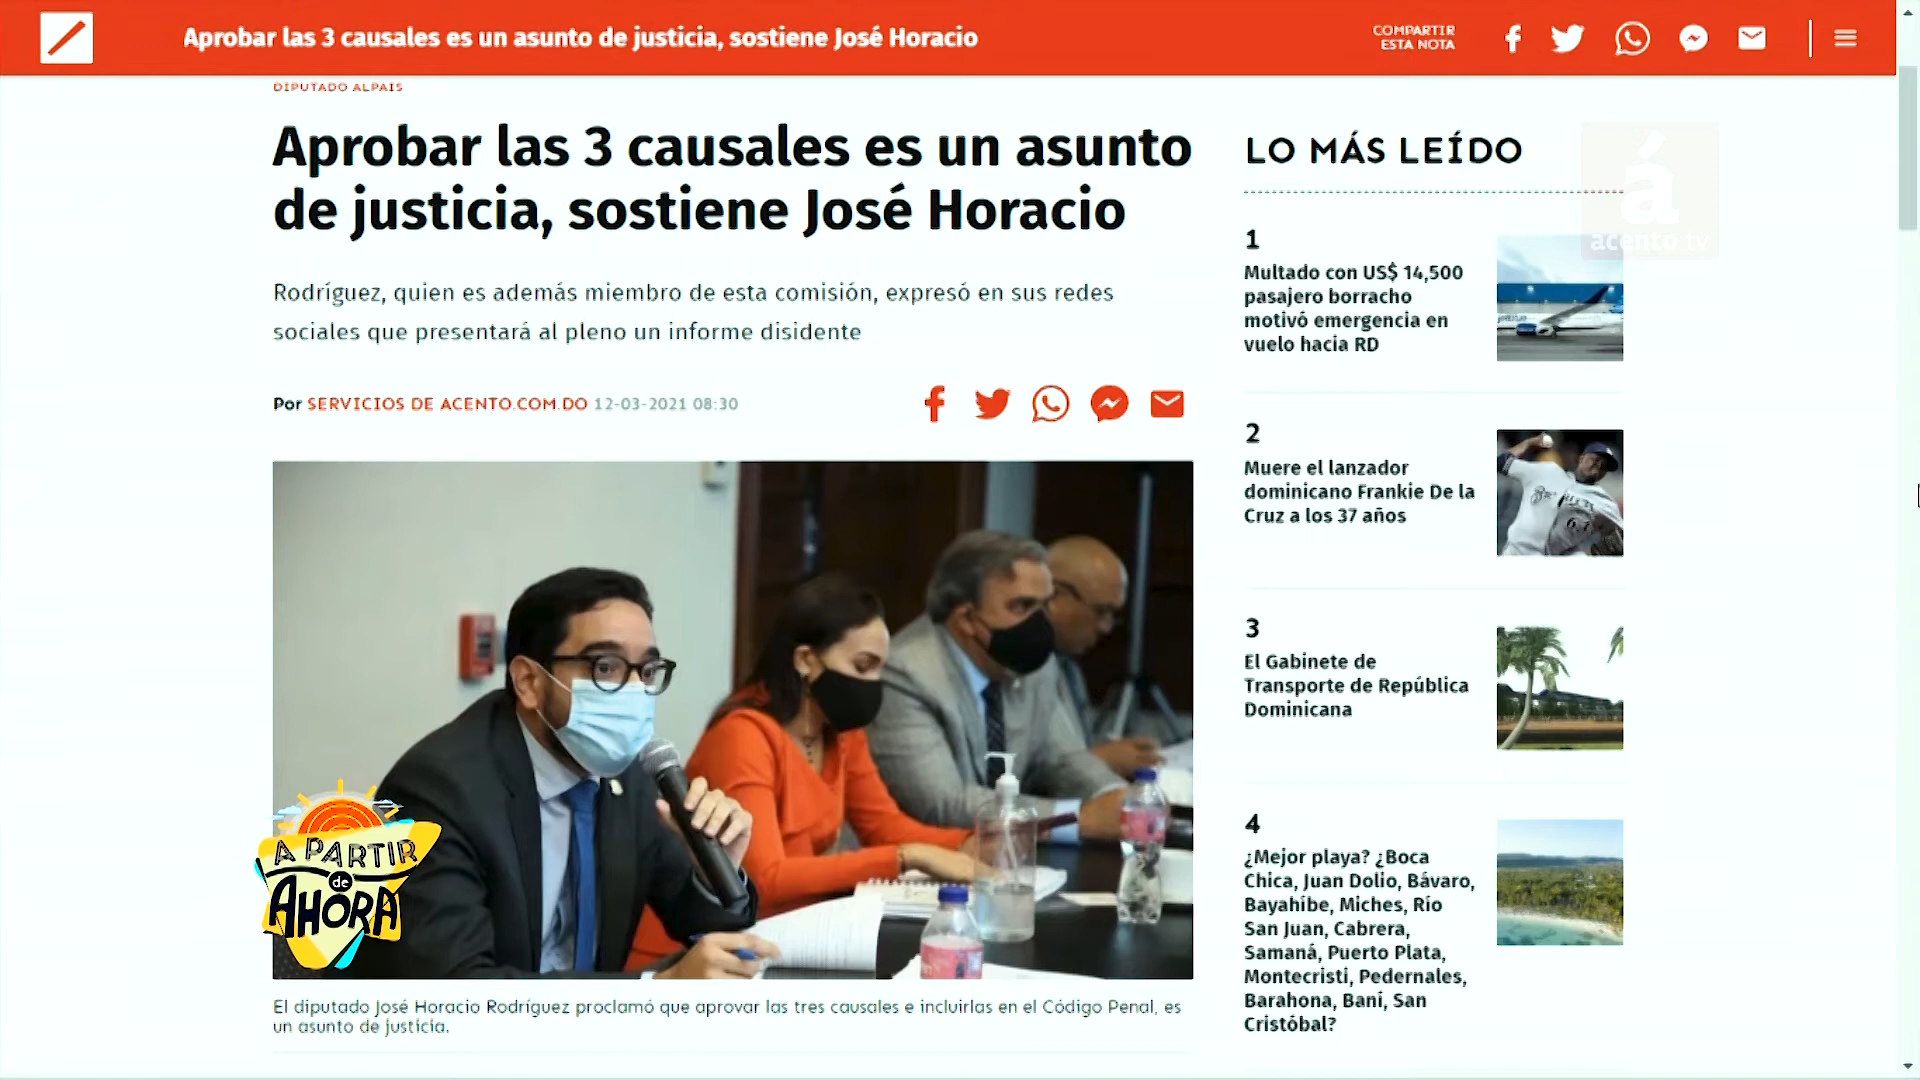 Aprobar las 3 causales es un asunto de justicia, sostiene José Horacio
COMPARTIR
ESTA NOTA
DIPUTADO ALPAIS
Aprobar las 3 causales es un asunto
de justicia, sostiene José Horacio
Rodríguez, quien es además miembro de esta comisión, expresó en sus redes
sociales que presentará al pleno un informe disidente
Por SERVICIOS DE ACENTO.COM.DO 12-03-2021 08:30
A PARTIR
de
AHORA
El diputado José Horacio Rodríguez proclamó que aprovar las tres causales e incluirlas en el Código Penal, es
un asunto de justicia.
LO MÁS LEÍDO
á
acento tv
1
Multado con US$ 14,500
pasajero borracho
motivó emergencia en
vuelo hacia RD
2
Muere el lanzador
dominicano Frankie De la
Cruz a los 37 años
3
El Gabinete de
Transporte de República
Dominicana
4
¿Mejor playa? ¿Boca
Chica, Juan Dolio, Bávaro,
Bayahíbe, Miches, Río
San Juan, Cabrera,
Samaná, Puerto Plata,
Montecristi, Pedernales,
Barahona, Baní, San
Cristóbal?